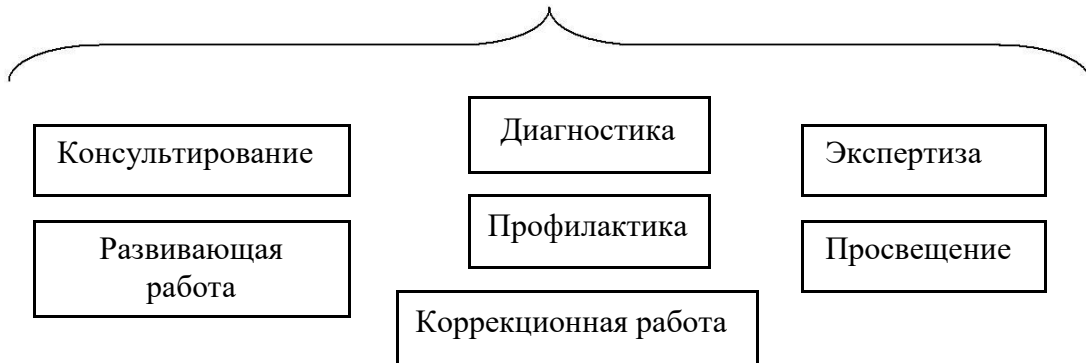 Консультирование
Диагностика
Экспертиза
Развивающая
работа
Профилактика
Просвещение
Коррекционная работа